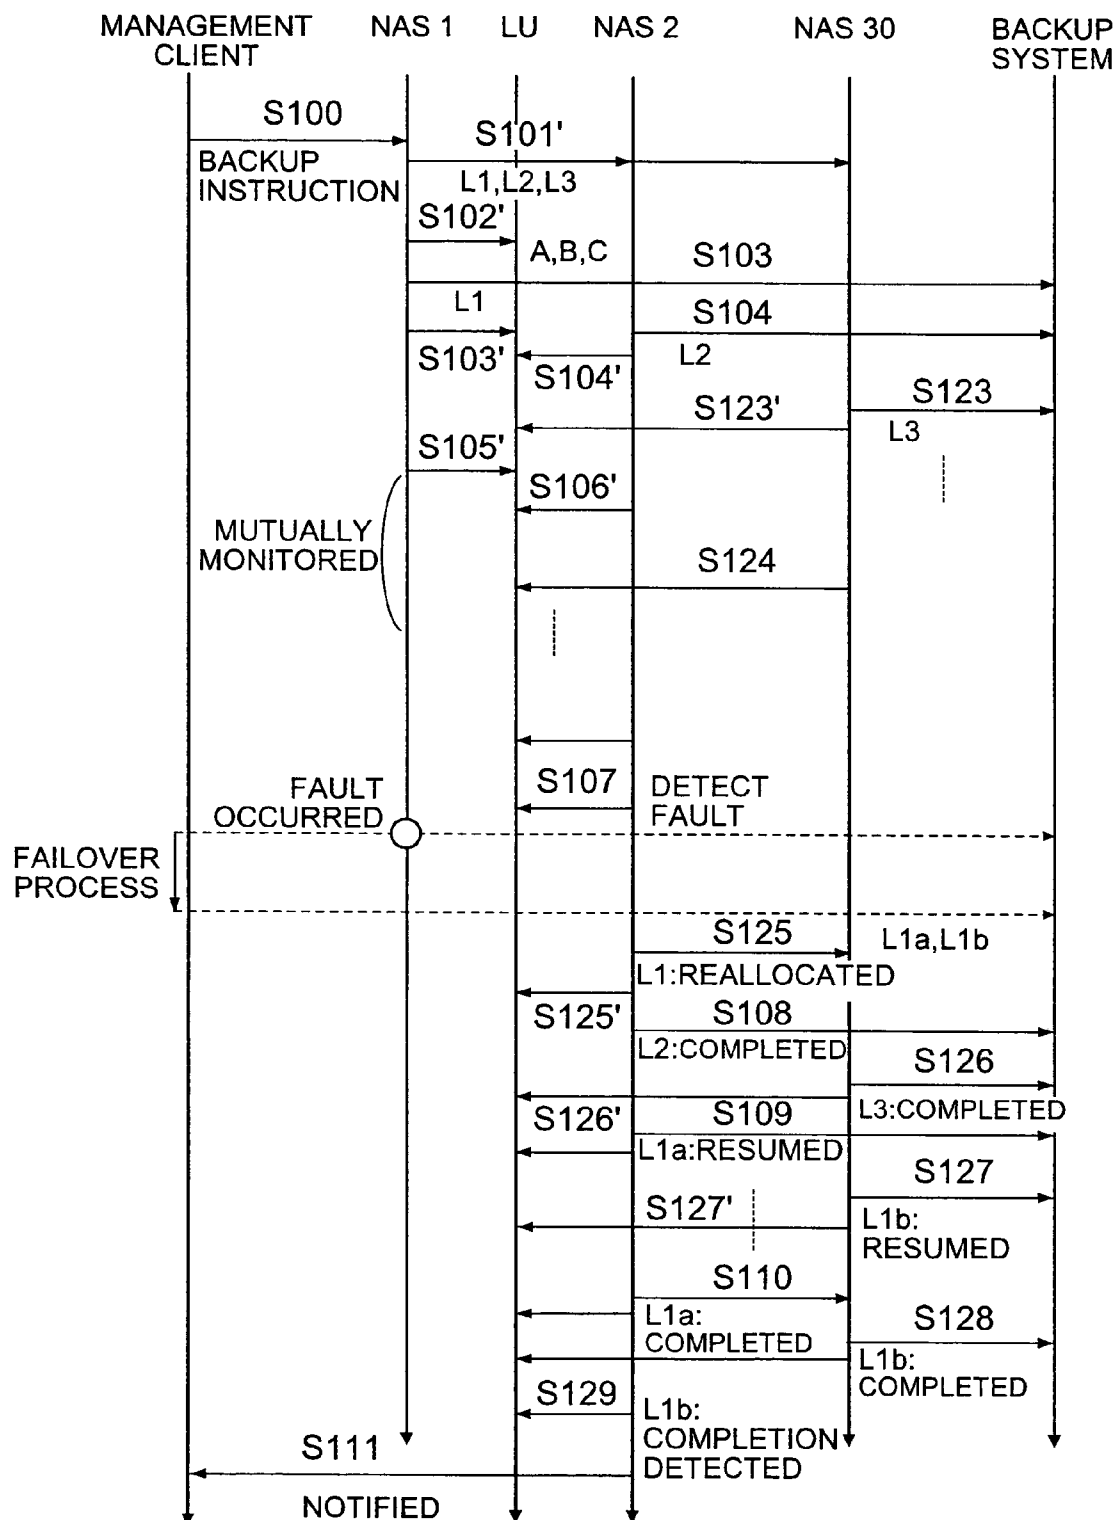 MANAGEMENT
CLIENT
NAS 1
LU
NAS 2
NAS 30
BACKUP
SYSTEM
S100
BACKUP
INSTRUCTION
S101'
L1,L2,L3
S102'
A,B,C
S103
L1
S104
S103'
L2
S104'
S123'
S123
L3
S105'
S106'
MUTUALLY
MONITORED
S124
S107
DETECT
FAULT
FAULT
OCCURRED
FAILOVER
PROCESS
S125
L1a,L1b
L1:REALLOCATED
S125'
S108
L2:COMPLETED
S126
L3:COMPLETED
S126'
S109
L1a:RESUMED
S127
S127'
L1b:
RESUMED
S110
L1a:
COMPLETED
S128
L1b:
COMPLETED
S129
L1b:
COMPLETION
DETECTED
S111
NOTIFIED